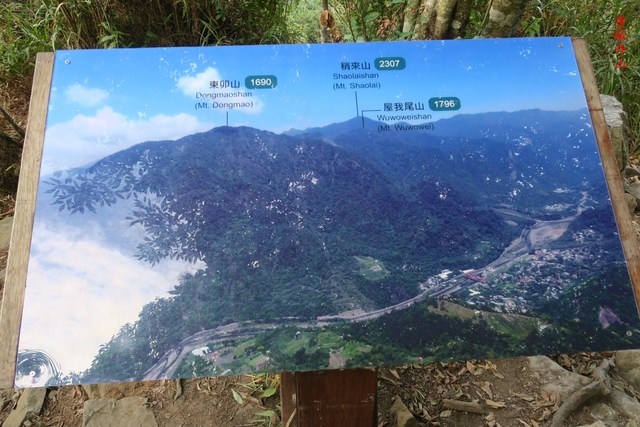 東卯山 1690
Dongmaoshan
(Mt. Dongmao)
稍來山 2307
Shaolaishan
(Mt. Shaolai)
屋我尾山 1796
Wuwoweishan
(Mt. Wuwowei)